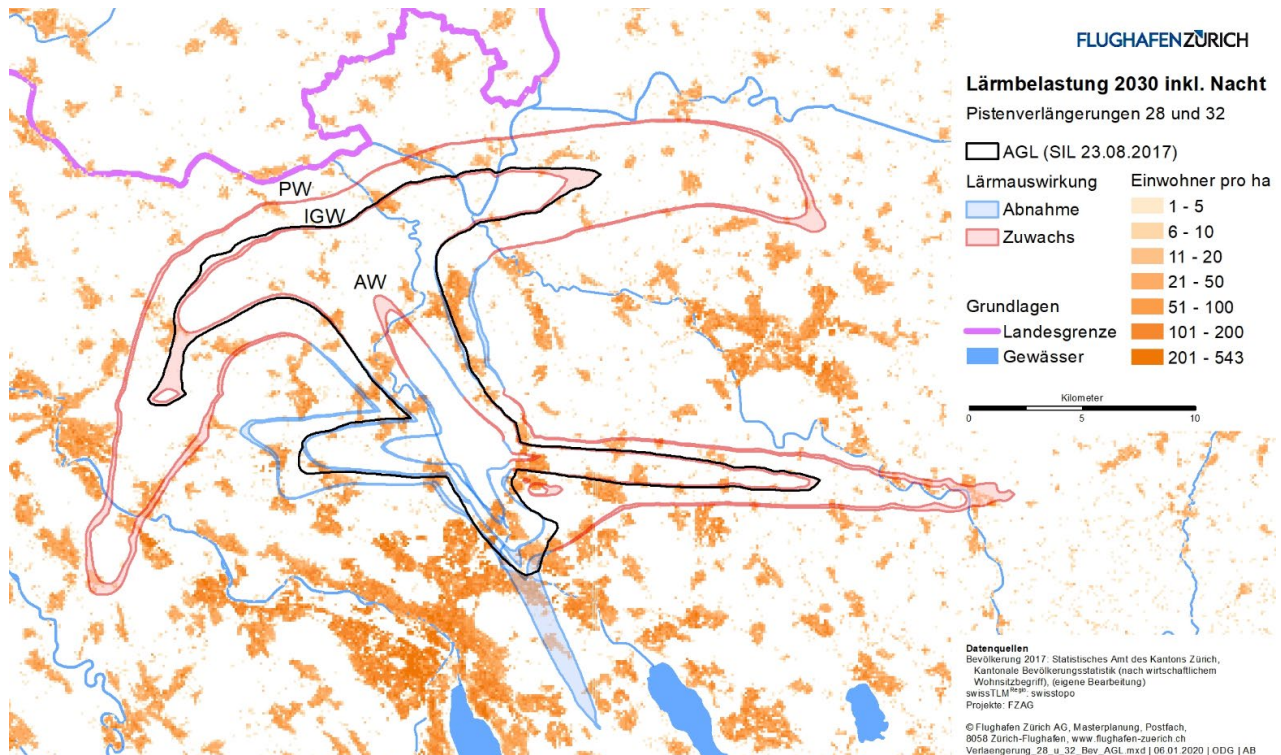 FLUGHAFEN ZÜRICH
Lärmbelastung 2030 inkl. Nacht
Pistenverlängerungen 28 und 32
AGL (SIL 23.08.2017)
Lärmauswirkung
Abnahme
Zuwachs
Einwohner pro ha
1 - 5
6 - 10
11 - 20
21 - 50
51 - 100
101 - 200
201 - 543
Grundlagen
Landesgrenze
Gewässer
Kilometer
0 5 10
PW
IGW
AW
Datenquellen
Bevölkerung 2017: Statistisches Amt des Kantons Zürich,
Kantonale Bevölkerungsstatistik (nach wirtschaftlichem
Wohnsitzbegriff), (eigene Bearbeitung)
swissTLMRegio: swisstopo
Projekte: FZAG
© Flughafen Zürich AG, Masterplanung, Postfach,
8058 Zürich-Flughafen, www.flughafen-zuerich.ch
Verlaengerung_28_u_32_Bev_AGL.mxd | 06.01.2020 | ODG | AB